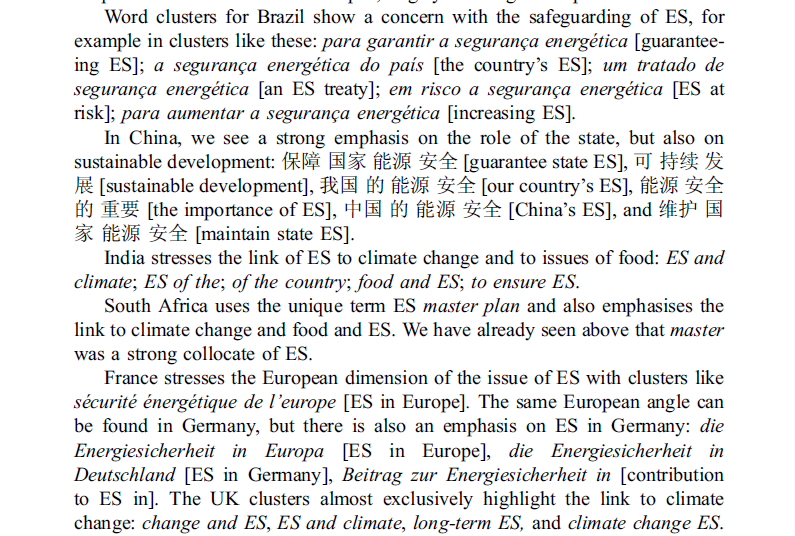 Word clusters for Brazil show a concern with the safeguarding of ES, for
example in clusters like these: para garantir a segurança energética [guarantee-
ing ES]; a segurança energética do país [the country's ES]; um tratado de
segurança energética [an ES treaty]; em risco a segurança energética [ES at
risk]; para aumentar a segurança energética [increasing ES].
In China, we see a strong emphasis on the role of the state, but also on
sustainable development: 保障 国家 能源 安全 [guarantee state ES], 可 持续 发
展 [sustainable development], 我国 的 能源 安全 [our country's ES], 能源 安全
的 重要 [the importance of ES], 中国 的 能源 安全 [China's ES], and 维护 国
家 能源 安全 [maintain state ES].
India stresses the link of ES to climate change and to issues of food: ES and
climate; ES of the; of the country; food and ES; to ensure ES.
South Africa uses the unique term ES master plan and also emphasises the
link to climate change and food and ES. We have already seen above that master
was a strong collocate of ES.
France stresses the European dimension of the issue of ES with clusters like
sécurité énergétique de l'europe [ES in Europe]. The same European angle can
be found in Germany, but there is also an emphasis on ES in Germany: die
Energiesicherheit in Europa [ES in Europe], die Energiesicherheit in
Deutschland [ES in Germany], Beitrag zur Energiesicherheit in [contribution
to ES in]. The UK clusters almost exclusively highlight the link to climate
change: change and ES, ES and climate, long-term ES, and climate change ES.